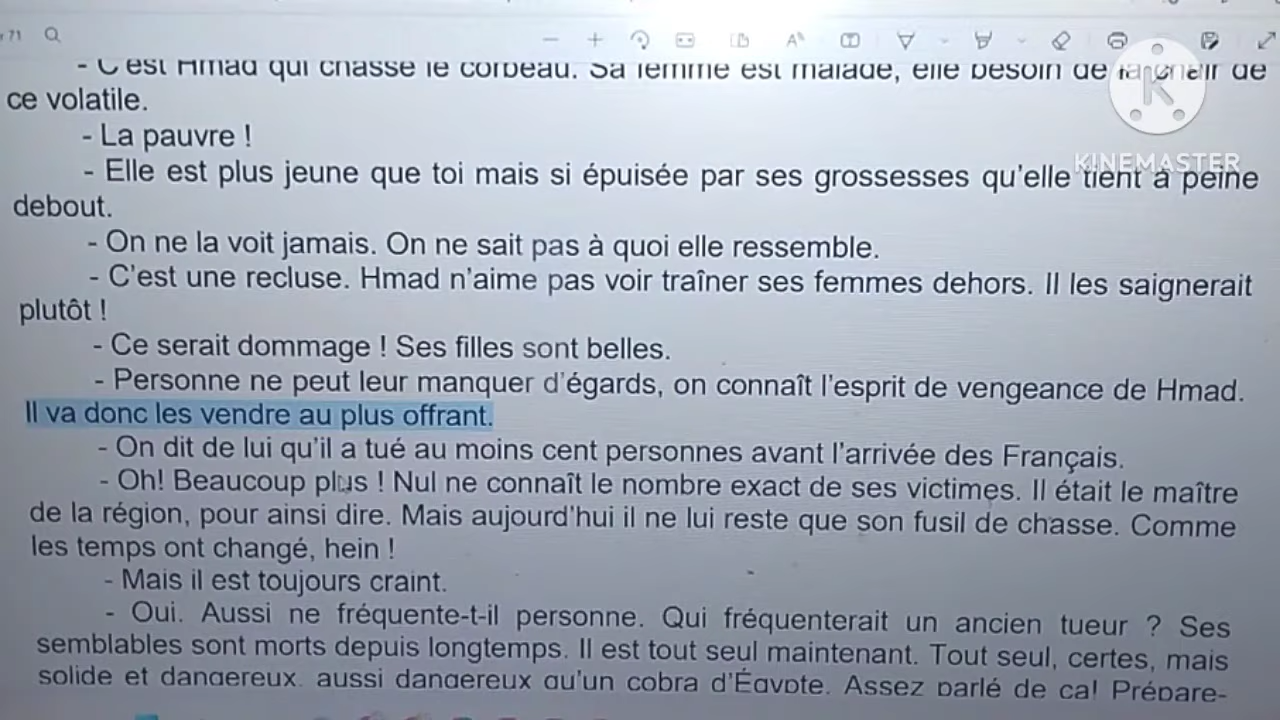 71
A
K
KINEMASTER
- C'est Hmad qui chasse le corbeau. Sa femme est malade, elle besoin de la chair de
ce volatile.
- La pauvre !
- Elle est plus jeune que toi mais si épuisée par ses grossesses qu'elle tient à peine
debout.
- On ne la voit jamais. On ne sait pas à quoi elle ressemble.
- C'est une recluse. Hmad n'aime pas voir traîner ses femmes dehors. Il les saignerait
plutôt !
- Ce serait dommage ! Ses filles sont belles.
- Personne ne peut leur manquer d'égards, on connaît l'esprit de vengeance de Hmad.
Il va donc les vendre au plus offrant.
- On dit de lui qu'il a tué au moins cent personnes avant l'arrivée des Français.
- Oh! Beaucoup plus ! Nul ne connaît le nombre exact de ses victimes. Il était le maître
de la région, pour ainsi dire. Mais aujourd'hui il ne lui reste que son fusil de chasse. Comme
les temps ont changé, hein !
- Mais il est toujours craint.
- Oui. Aussi ne fréquente-t-il personne. Qui fréquenterait un ancien tueur ? Ses
semblables sont morts depuis longtemps. Il est tout seul maintenant. Tout seul, certes, mais
solide et dangereux, aussi dangereux qu'un cobra d'Égypte. Assez parlé de ça! Prépare-